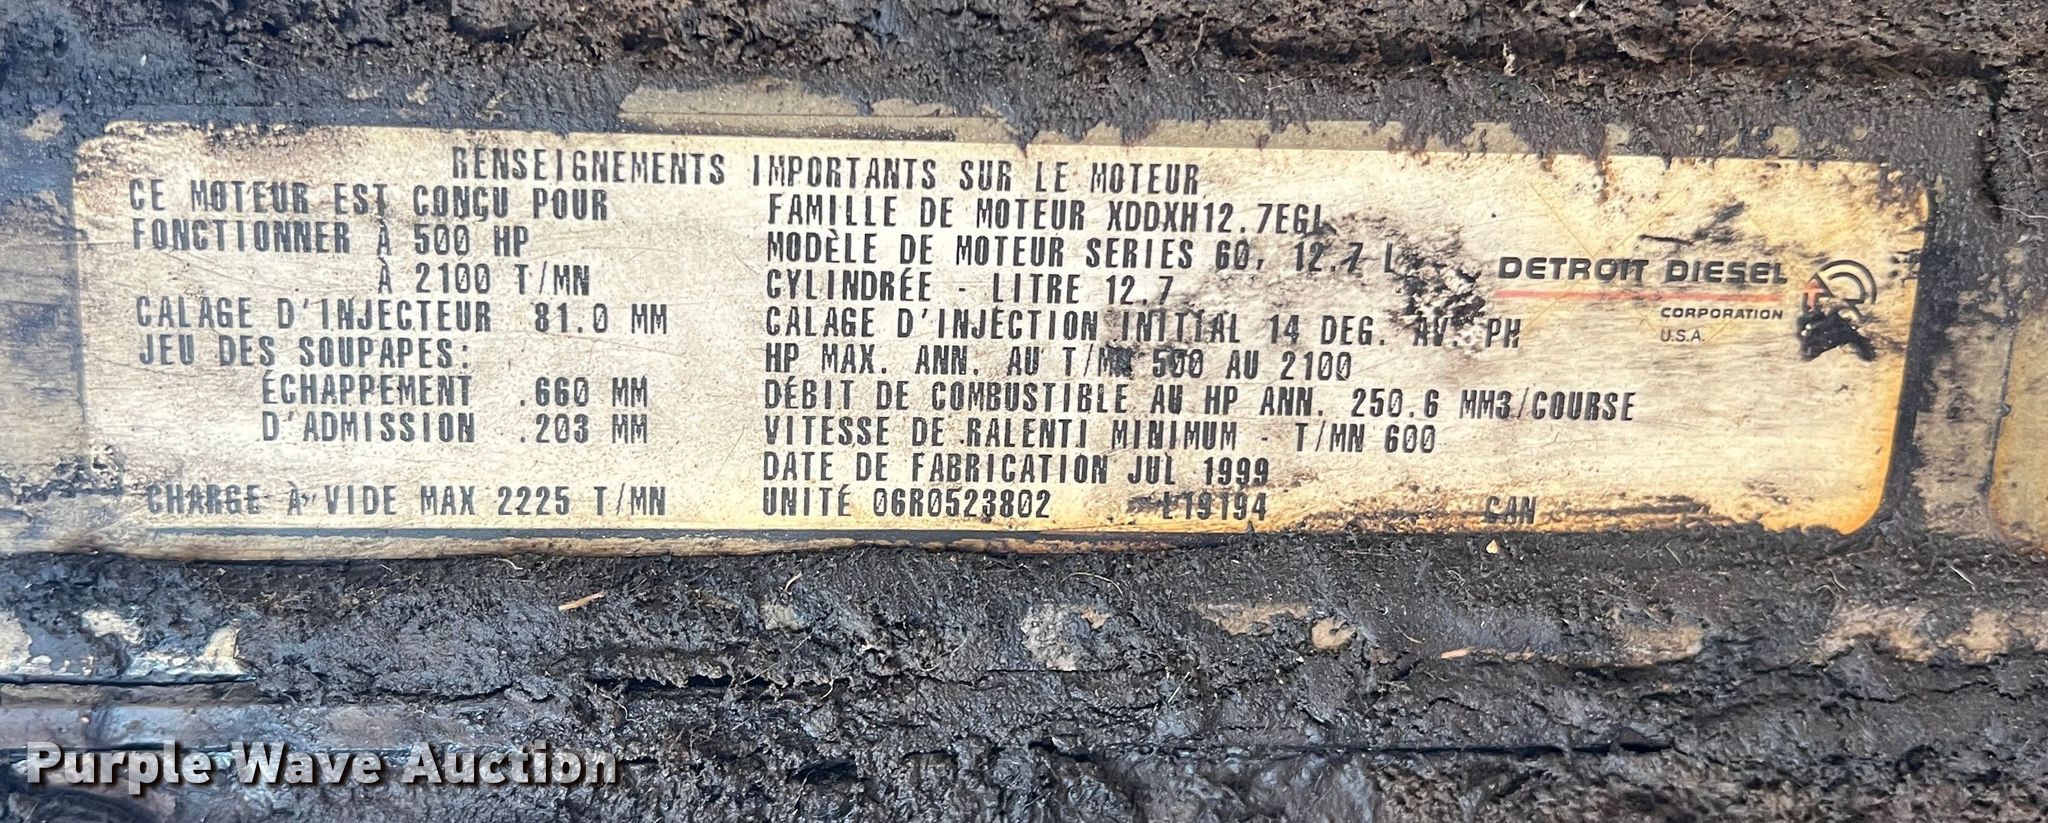 RENSEIGNEMENTS IMPORTANTS SUR LE MOTEUR
CE MOTEUR EST CONÇU POUR
FONCTIONNER À 500 HP
À 2100 T/MN
CALAGE D'INJECTEUR 81.0 MM
JEU DES SOUPAPES:
ÉCHAPPEMENT .660 MM
D'ADMISSION .203 MM
CHARGE À VIDE MAX 2225 T/MN
FAMILLE DE MOTEUR XDDXH12.7EGL
MODÈLE DE MOTEUR SERIES 60, 12.7 L
CYLINDRÉE - LITRE 12.7
CALAGE D'INJECTION INITIAL 14 DEG. AV. PH
HP MAX. ANN. AU T/MN 500 AU 2100
DÉBIT DE COMBUSTIBLE AU HP ANN. 250.6 MM3/COURSE
VITESSE DE RALENTI MINIMUM - T/MN 600
DATE DE FABRICATION JUL 1999
UNITÉ 06R0523802 L19194 CAN
DETROIT DIESEL
CORPORATION
U.S.A.
Purple Wave Auction